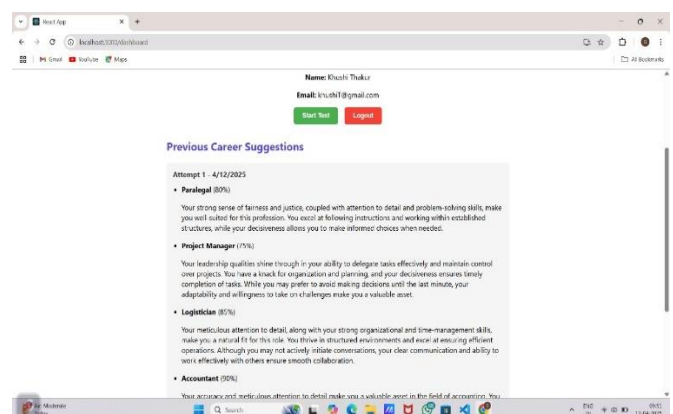 React App
localhost:3000/dashboard
Gmail YouTube Maps All Bookmarks
Name: Khushi Thakur
Email: khushiT@gmail.com
Start Test Logout
Previous Career Suggestions
Attempt 1 - 4/12/2025
• Paralegal (80%)
Your strong sense of fairness and justice, coupled with attention to detail and problem-solving skills, make
you well-suited for this profession. You excel at following instructions and working within established
structures, while your decisiveness allows you to make informed choices when needed.
• Project Manager (75%)
Your leadership qualities shine through in your ability to delegate tasks effectively and maintain control
over projects. You have a knack for organization and planning, and your decisiveness ensures timely
completion of tasks. While you may prefer to avoid making decisions until the last minute, your
adaptability and willingness to take on challenges make you a valuable asset.
• Logistician (85%)
Your meticulous attention to detail, along with your strong organizational and time-management skills,
make you a natural fit for this role. You thrive in structured environments and excel at ensuring efficient
operations. Although you may not actively initiate conversations, your clear communication and ability to
work effectively with others ensure smooth collaboration.
• Accountant (90%)
Your accuracy and meticulous attention to detail make you a valuable asset in the field of accounting. You
Search